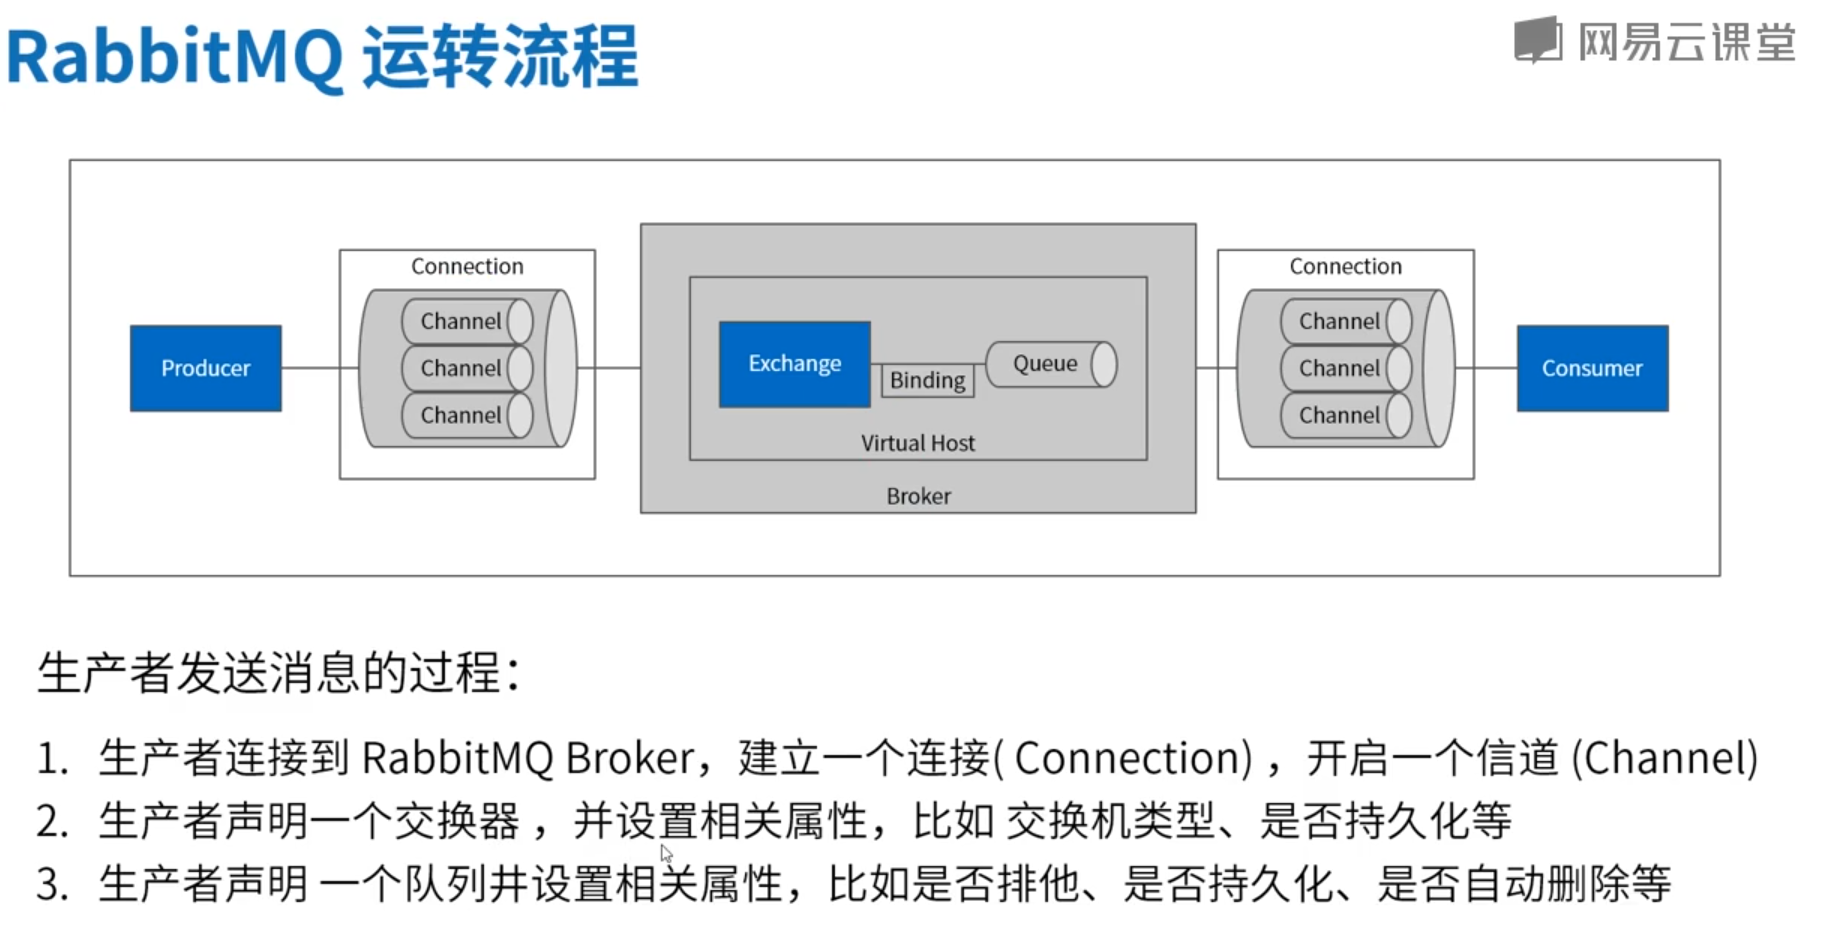 RabbitMQ 运转流程
网易云课堂
Connection
Channel
Channel
Channel
Producer
Exchange
Binding
Queue
Virtual Host
Broker
Connection
Channel
Channel
Channel
Consumer
生产者发送消息的过程：
1. 生产者连接到 RabbitMQ Broker，建立一个连接( Connection) ，开启一个信道 (Channel)
2. 生产者声明一个交换器 ，并设置相关属性，比如 交换机类型、是否持久化等
3. 生产者声明 一个队列井设置相关属性，比如是否排他、是否持久化、是否自动删除等